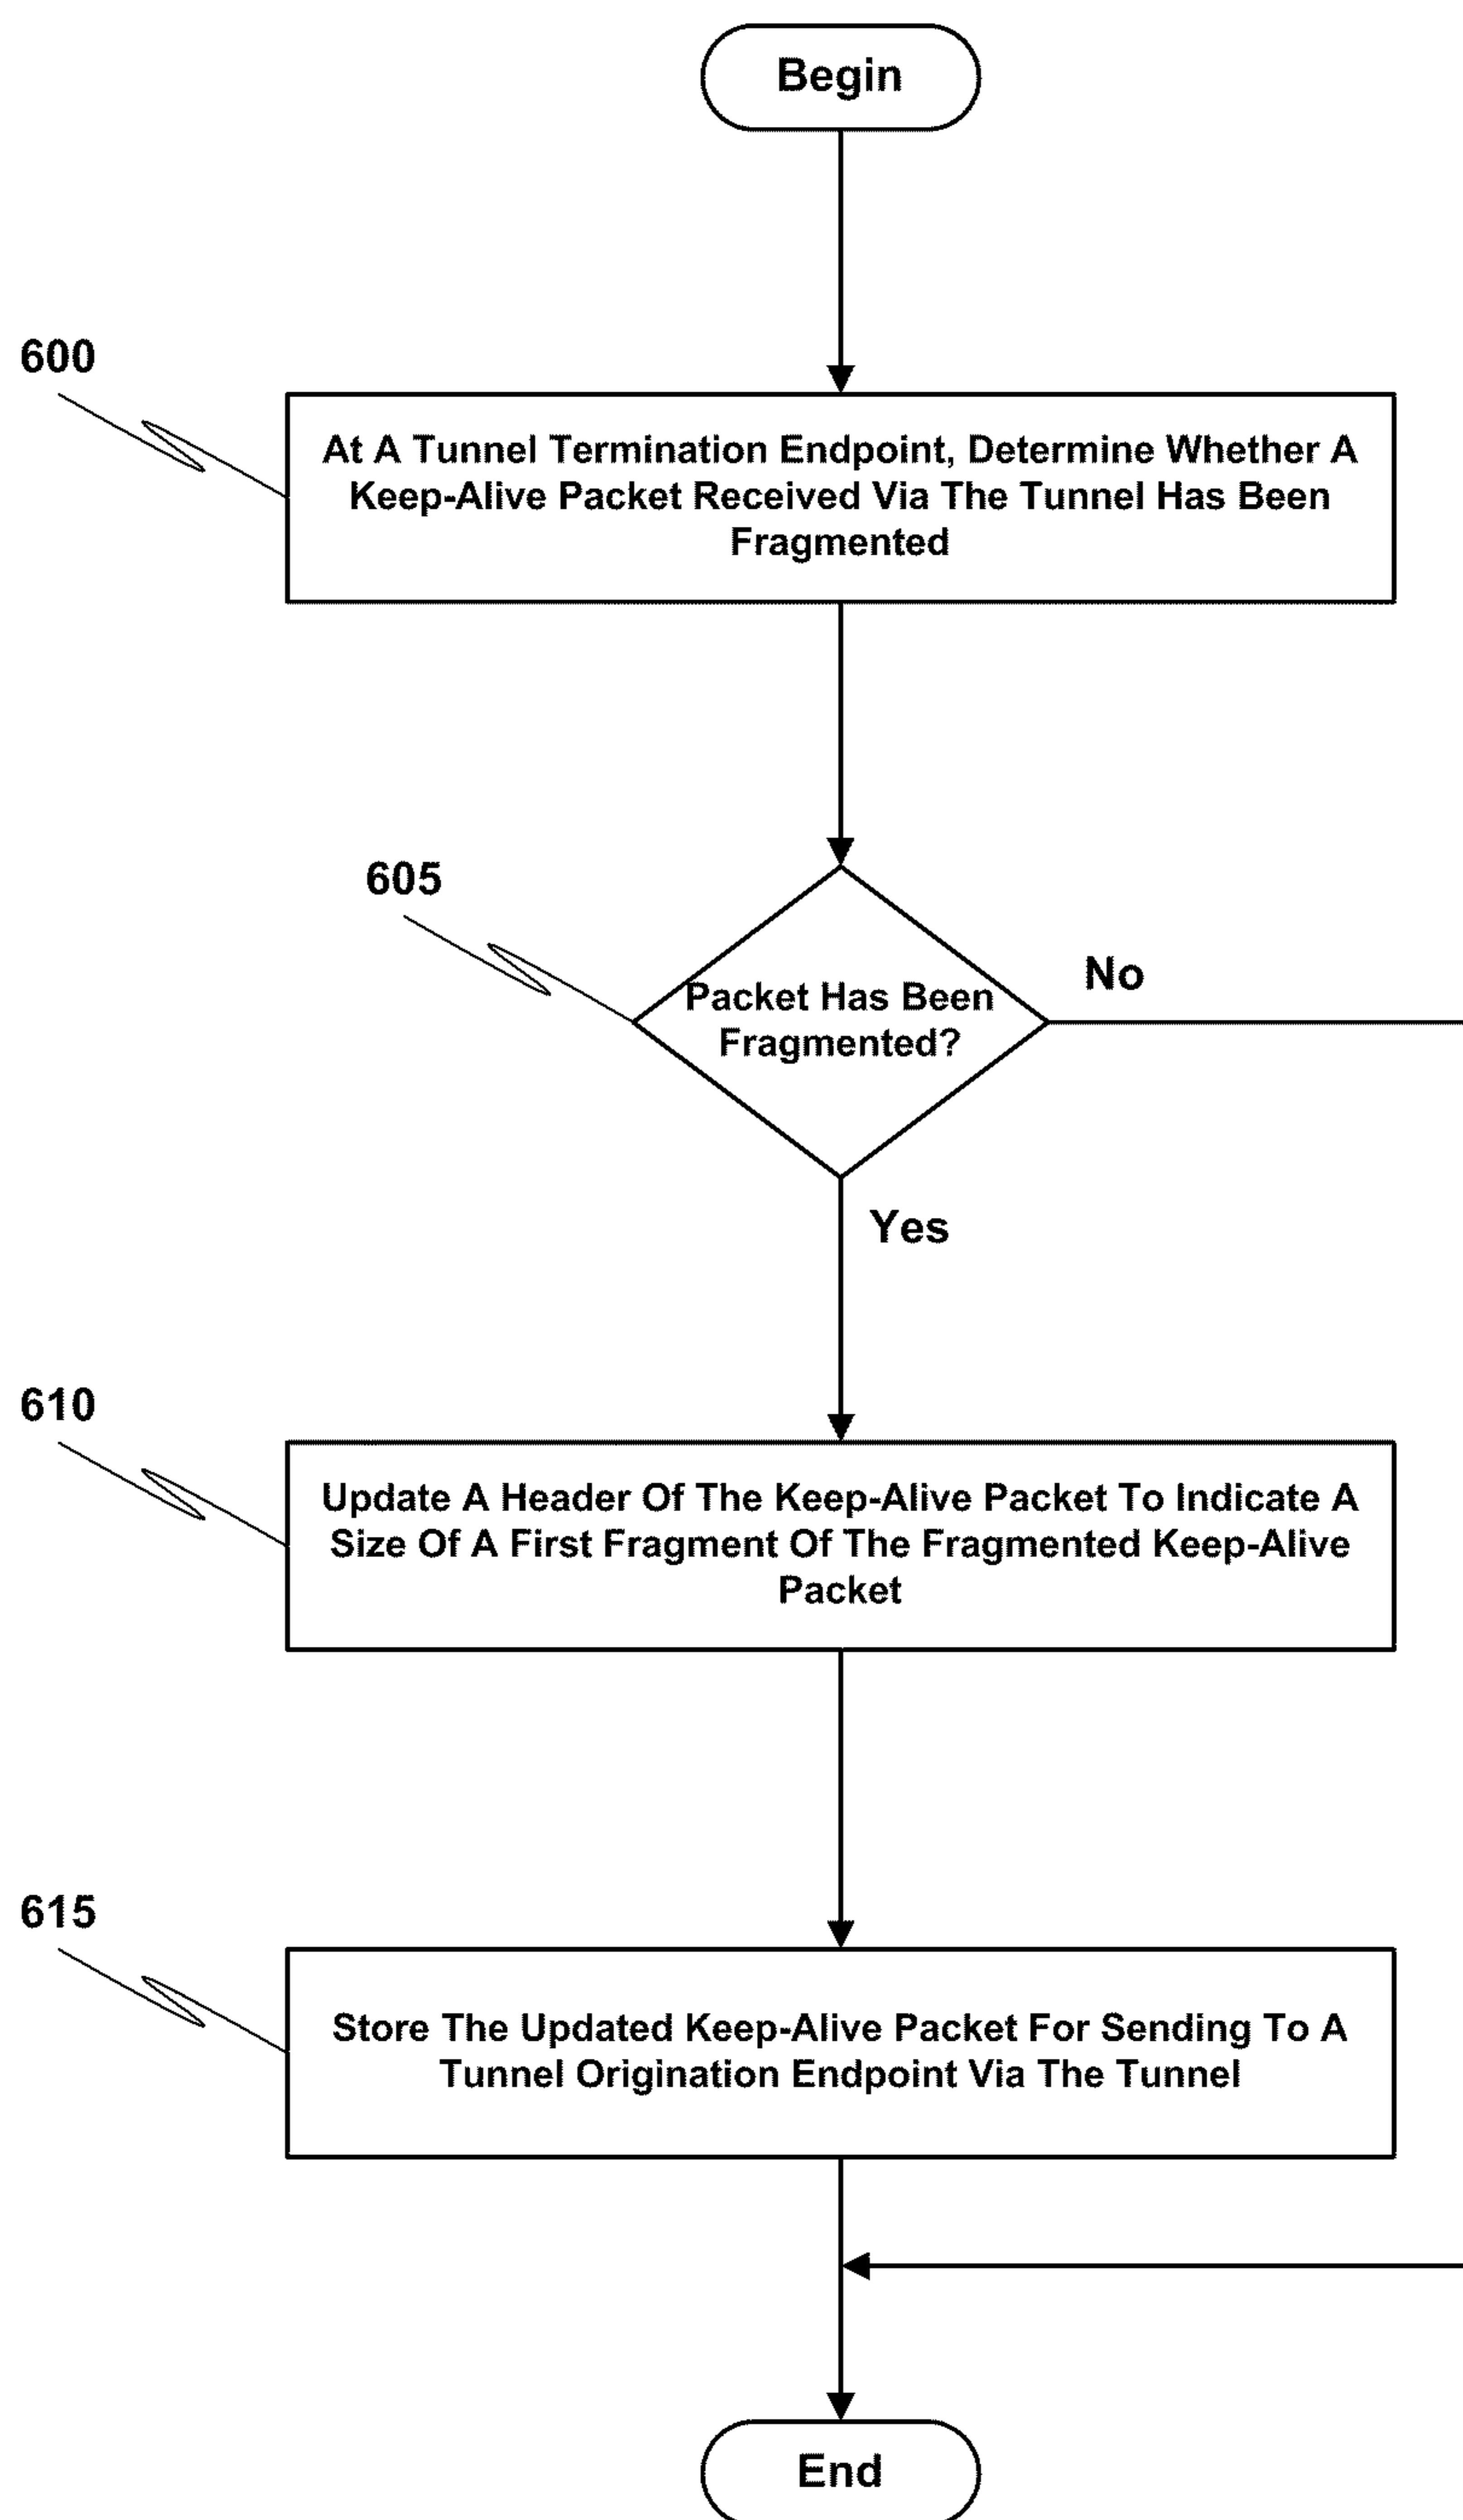 Begin
600
At A Tunnel Termination Endpoint, Determine Whether A
Keep-Alive Packet Received Via The Tunnel Has Been
Fragmented
605
No
Packet Has Been
Fragmented?
Yes
610
Update A Header Of The Keep-Alive Packet To Indicate A
Size Of A First Fragment Of The Fragmented Keep-Alive
Packet
615
Store The Updated Keep-Alive Packet For Sending To A
Tunnel Origination Endpoint Via The Tunnel
End